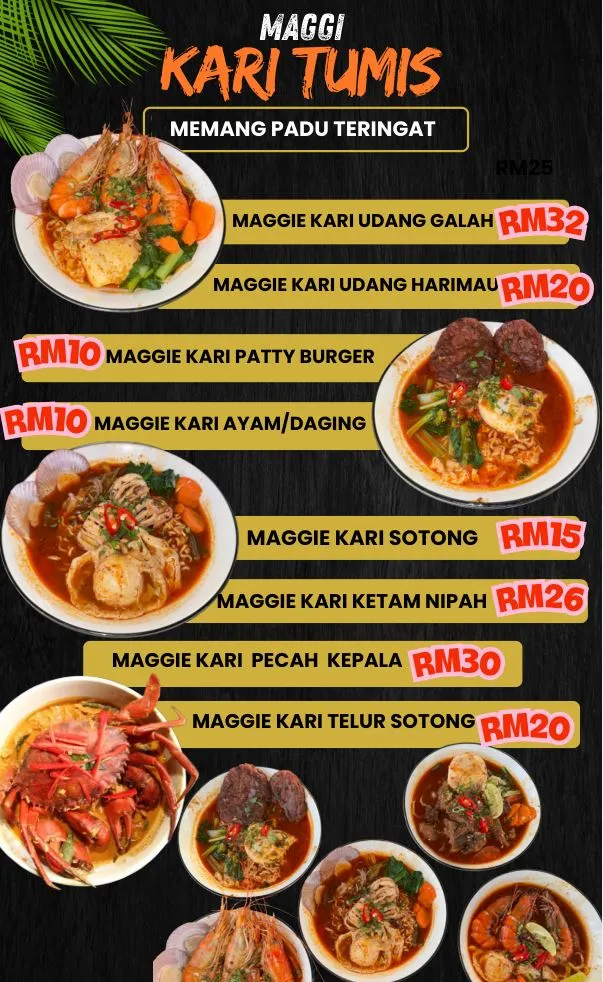 MAGGI
KARI TUMIS
MEMANG PADU TERINGAT
RM25
MAGGIE KARI UDANG GALAH RM32
MAGGIE KARI UDANG HARIMAU RM20
RM10 MAGGIE KARI PATTY BURGER
RM10 MAGGIE KARI AYAM/DAGING
MAGGIE KARI SOTONG RM15
MAGGIE KARI KETAM NIPAH RM26
MAGGIE KARI PECAH KEPALA RM30
MAGGIE KARI TELUR SOTONG RM20